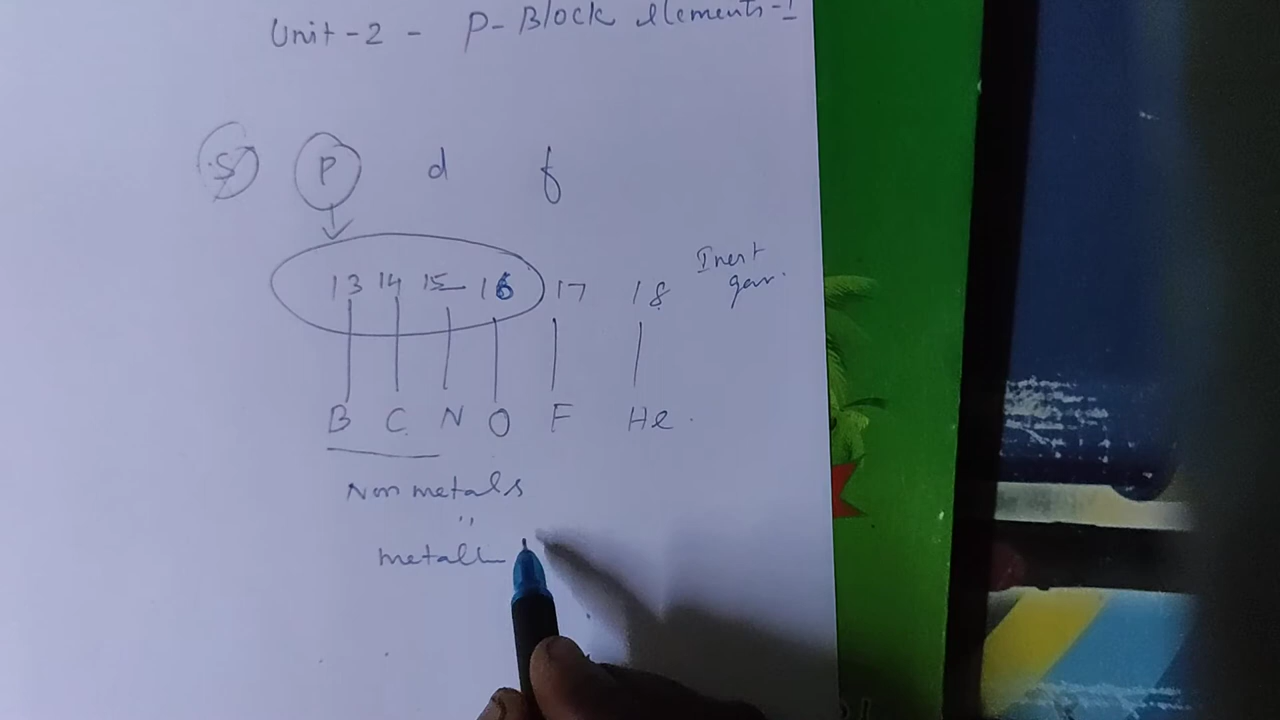 Unit-2 - P-Block elements-I
S P d f
13 14 15 16 17 18 Inert gas.
B C N O F He.
Non metals
"
metall